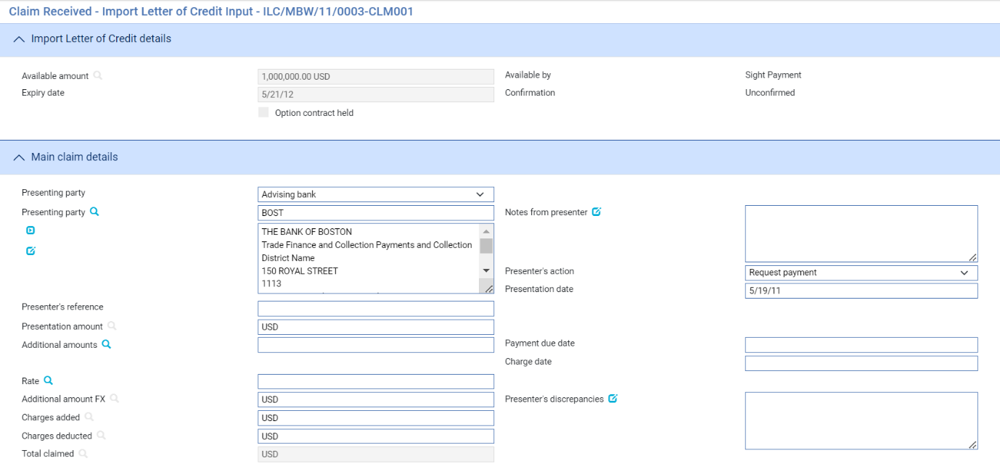 Claim Received - Import Letter of Credit Input - ILC/MBW/11/0003-CLM001
Import Letter of Credit details
Available amount 1,000,000.00 USD Available by Sight Payment
Expiry date 5/21/12 Confirmation Unconfirmed
Option contract held
Main claim details
Presenting party Advising bank
Presenting party BOST Notes from presenter
THE BANK OF BOSTON
Trade Finance and Collection Payments and Collection
District Name
150 ROYAL STREET Presenter's action Request payment
1113
Presentation date 5/19/11
Presenter's reference
Presentation amount USD
Additional amounts Payment due date
Charge date
Rate
Additional amount FX USD Presenter's discrepancies
Charges added USD
Charges deducted USD
Total claimed USD